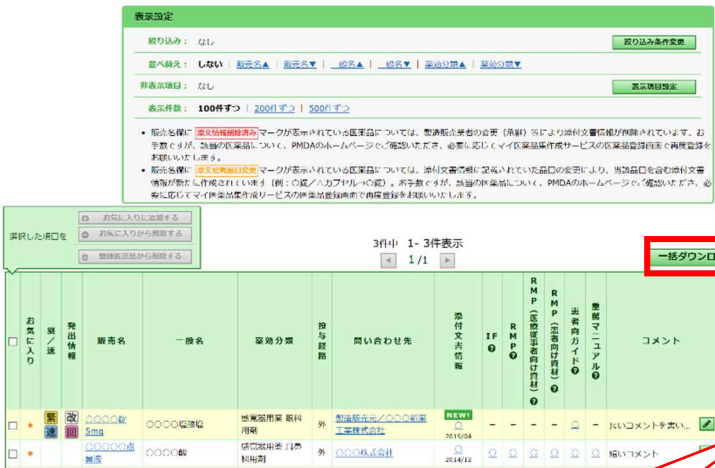 表示設定
絞り込み： なし
絞り込み条件変更
並べ替え： しない | 販売名▲ | 販売名▼ | 一般名▲ | 一般名▼ | 薬効分類▲ | 薬効分類▼
非表示項目： なし
表示項目設定
表示件数： 100件ずつ | 200件ずつ | 500件ずつ
• 販売名欄に 添文情報削除済み マークが表示されている医薬品については、製造販売業者の変更（承継）等により添付文書情報が削除されています。お
手数ですが、該当の医薬品について、PMDAのホームページでご確認いただき、必要に応じてマイ医薬品集作成サービスの医薬品登録画面で再度登録を
お願いいたします。
• 販売名欄に 添文記載品目変更 マークが表示されている医薬品については、添付文書情報に記載されていた品目の変更により、当該品目を含む添付文書
情報が新たに作成されています（例：○錠／△カプセル→○錠）。お手数ですが、該当の医薬品について、PMDAのホームページでご確認いただき、必
要に応じてマイ医薬品集作成サービスの医薬品登録画面で再度登録をお願いいたします。
選択した項目を
お気に入りに追加する
お気に入りから削除する
登録医薬品から削除する
3件中 1- 3件表示
1 /1
一括ダウンロ
お気に入り
緊／速
発出情報
販売名
一般名
薬効分類
投与経路
問い合わせ先
添付文書情報
IF
RMP
RMP（医療従事者向け資材）
RMP（患者向け資材）
患者向ガイド
重篤マニュアル
コメント
★ 緊 速 改 回 ○○○○錠 5mg ○○○○塩酸塩 感覚器用薬 眼科用剤 外 製造販売元／○○○新薬工業株式会社 NEW! ○ 2019/04 - - - - ○ - 長いコメントを書い...
★ ○○○○○点鼻液 ○○○○酸 感覚器用薬 耳鼻科用剤 外 ○○○株式会社 ○ 2014/12 ○ ○ ○ ○ ○ ○ 短いコメント